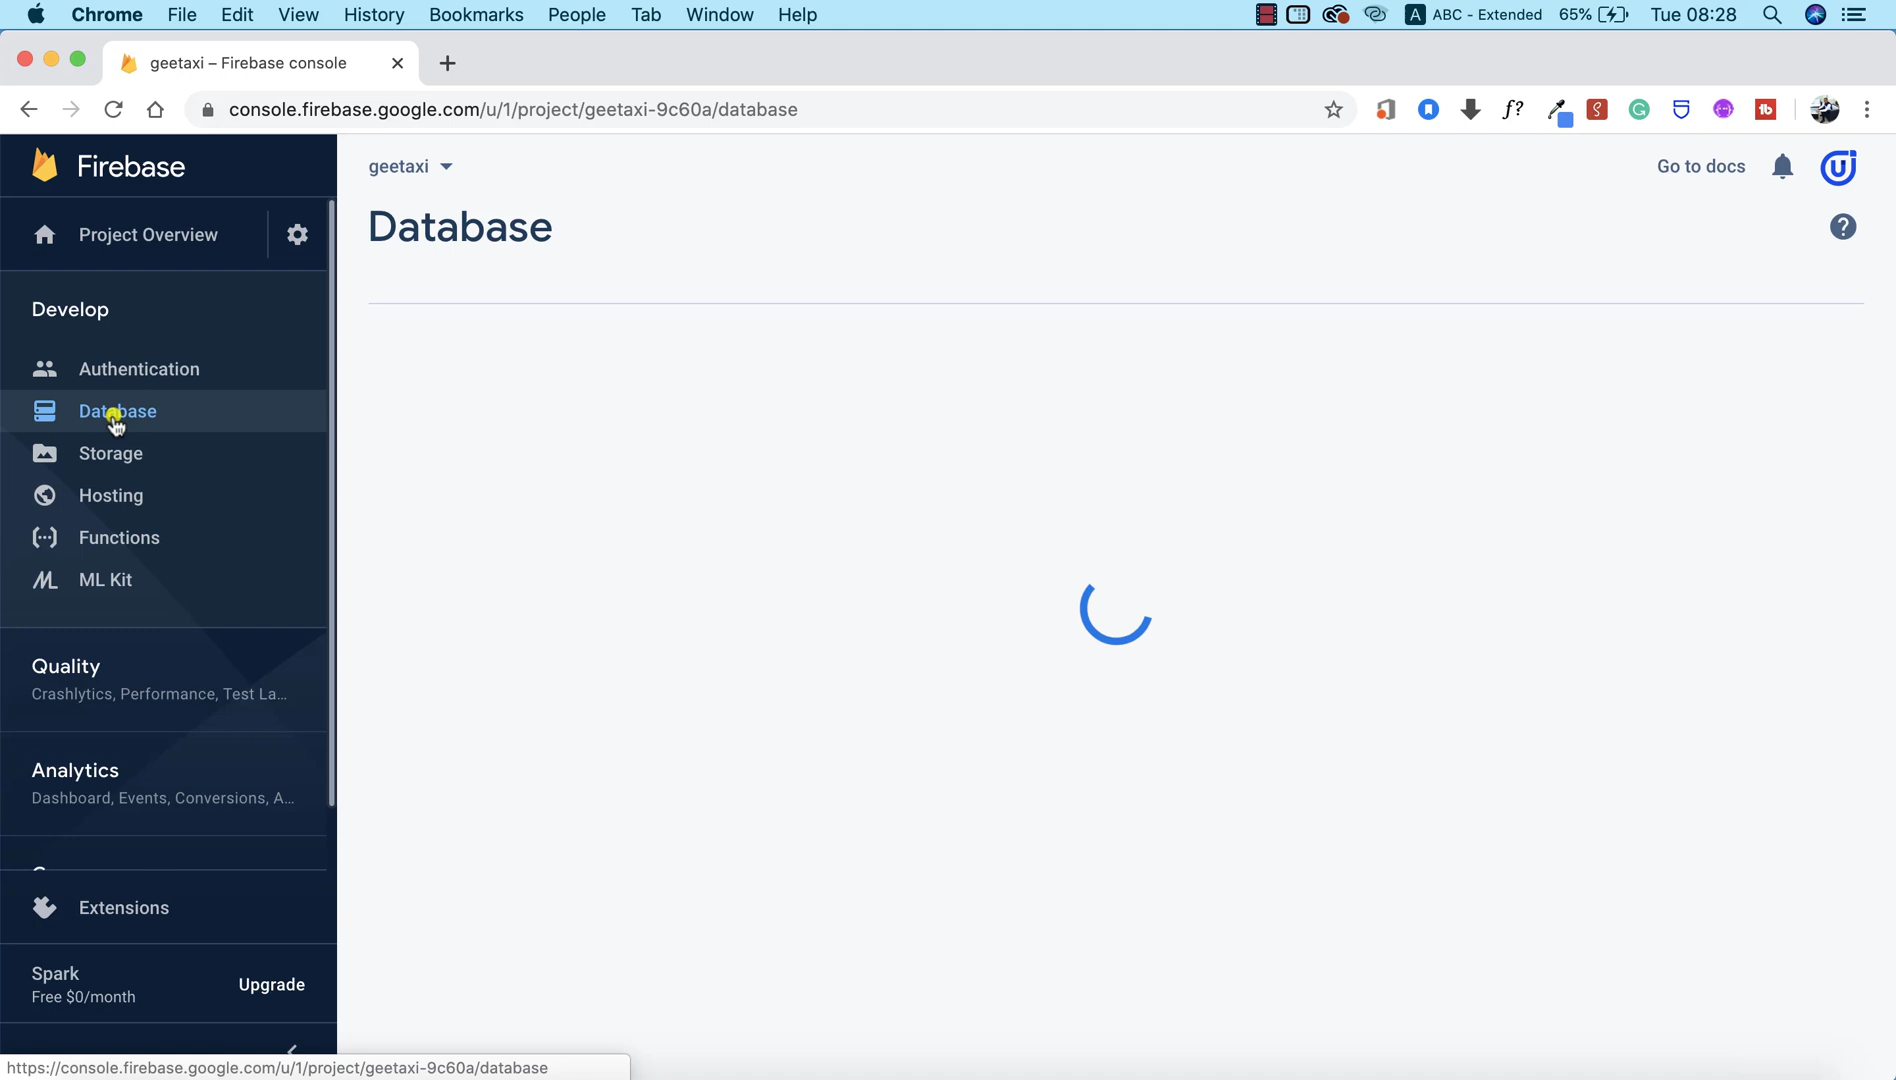 Chrome File Edit View History Bookmarks People Tab Window Help A ABC - Extended 65% Tue 08:28
geetaxi – Firebase console
console.firebase.google.com/u/1/project/geetaxi-9c60a/database f?
Firebase
geetaxi
Go to docs
Database
Project Overview
Develop
Authentication
Database
Storage
Hosting
Functions
ML ML Kit
Quality
Crashlytics, Performance, Test La...
Analytics
Dashboard, Events, Conversions, A...
Extensions
Spark
Free $0/month
Upgrade
https://console.firebase.google.com/u/1/project/geetaxi-9c60a/database